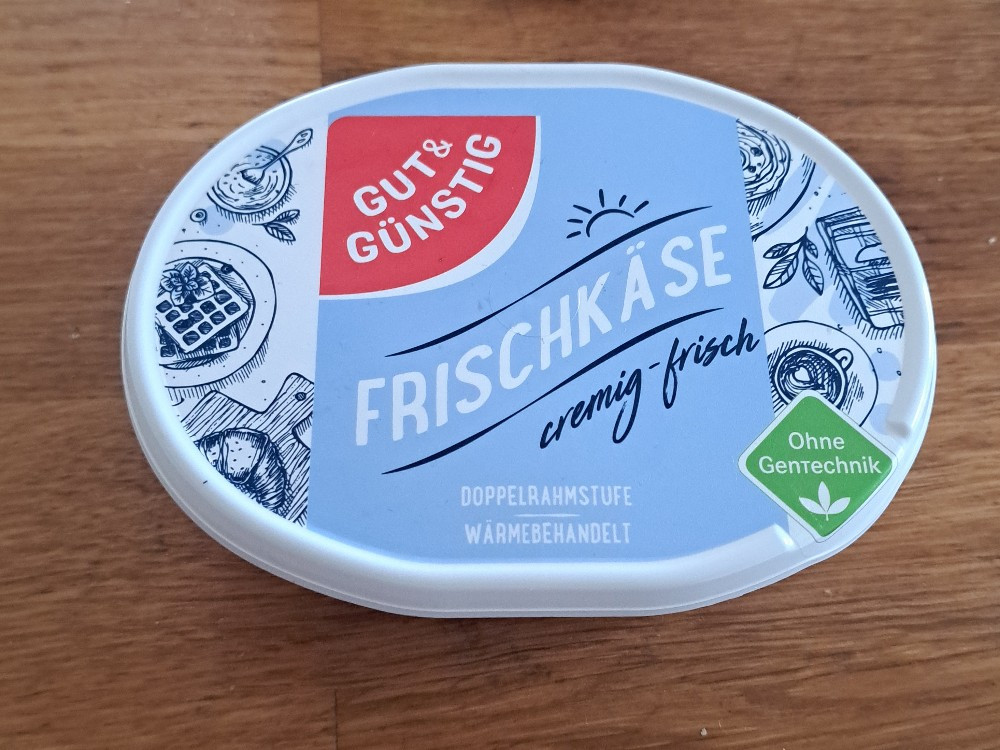 GUT&
GÜNSTIG
FRISCHKÄSE
cremig-frisch
DOPPELRAHMSTUFE
WÄRMEBEHANDELT
Ohne
GenTechnik